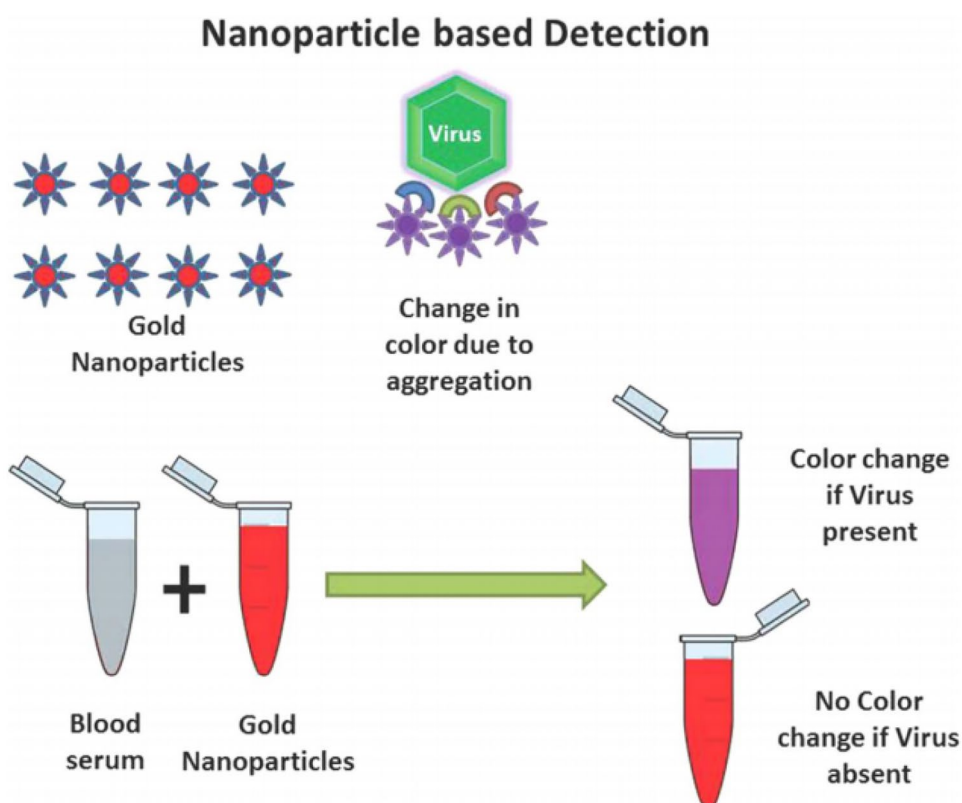 Nanoparticle based Detection
Virus
Gold
Nanoparticles
Change in
color due to
aggregation
Color change
if Virus
present
Blood
serum
Gold
Nanoparticles
No Color
change if Virus
absent